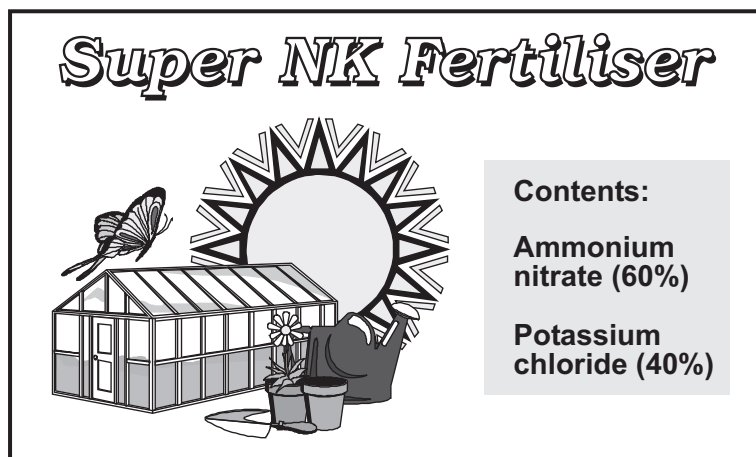 Super NK Fertiliser
Contents:
Ammonium
nitrate (60%)
Potassium
chloride (40%)